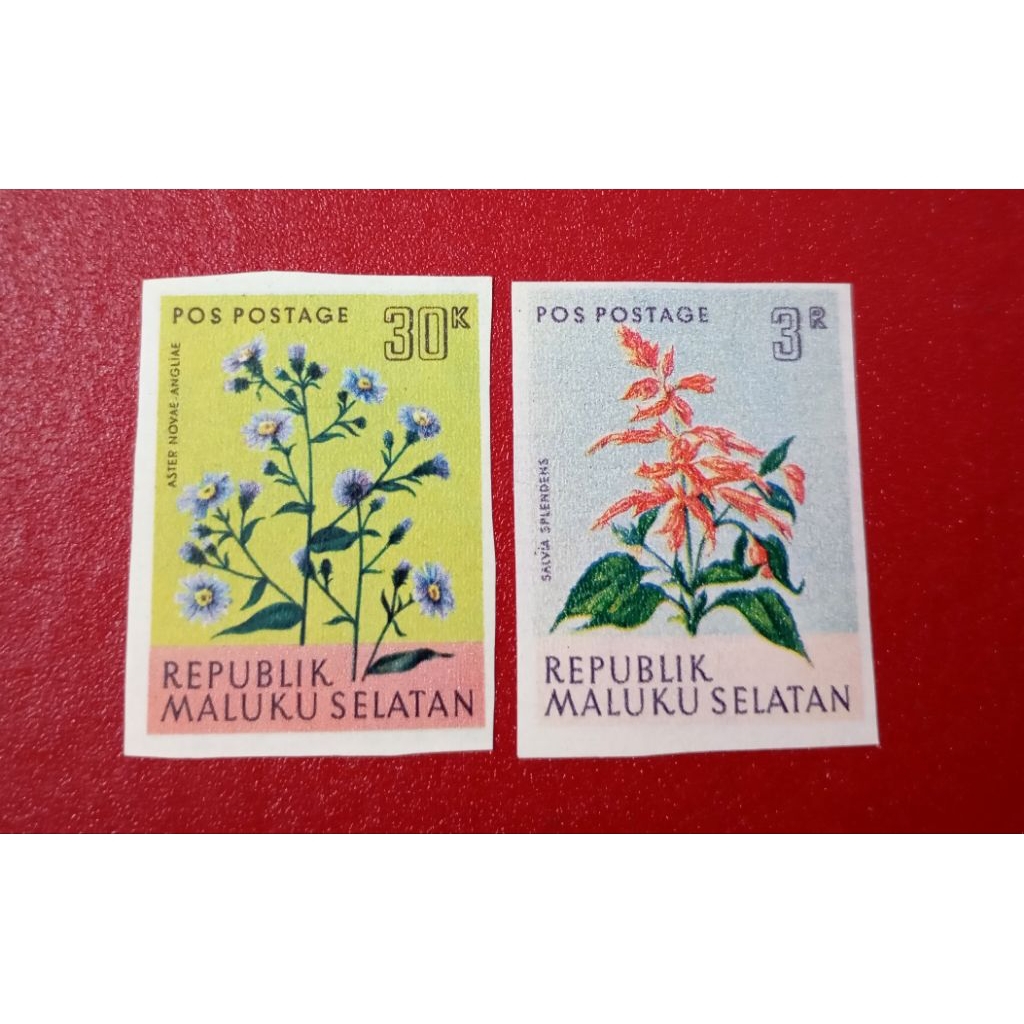 POS POSTAGE 30K
ASTER NOVAE-ANGLIAE
REPUBLIK
MALUKU SELATAN
POS POSTAGE 3R
SALVIA SPLENDENS
REPUBLIK
MALUKU SELATAN